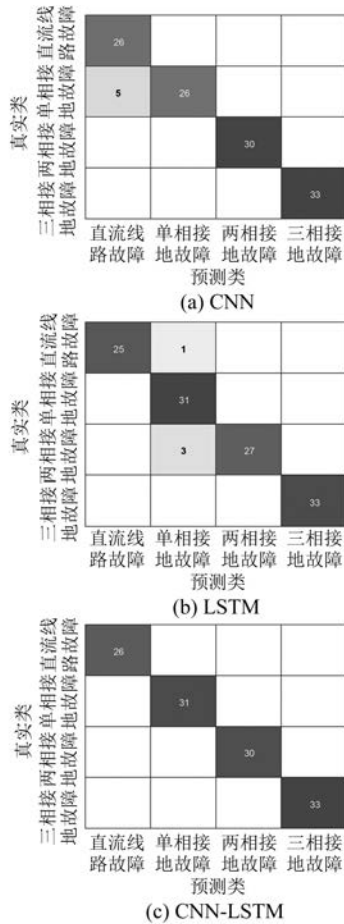 真实类
三相接 两相接 单相接 直流线
地故障 地故障 地故障 路故障
26
5 26
30
33
直流线 单相接 两相接 三相接
路故障 地故障 地故障 地故障
预测类
(a) CNN
真实类
三相接 两相接 单相接 直流线
地故障 地故障 地故障 路故障
25 1
31
3 27
33
直流线 单相接 两相接 三相接
路故障 地故障 地故障 地故障
预测类
(b) LSTM
真实类
三相接 两相接 单相接 直流线
地故障 地故障 地故障 路故障
26
31
30
33
直流线 单相接 两相接 三相接
路故障 地故障 地故障 地故障
预测类
(c) CNN-LSTM